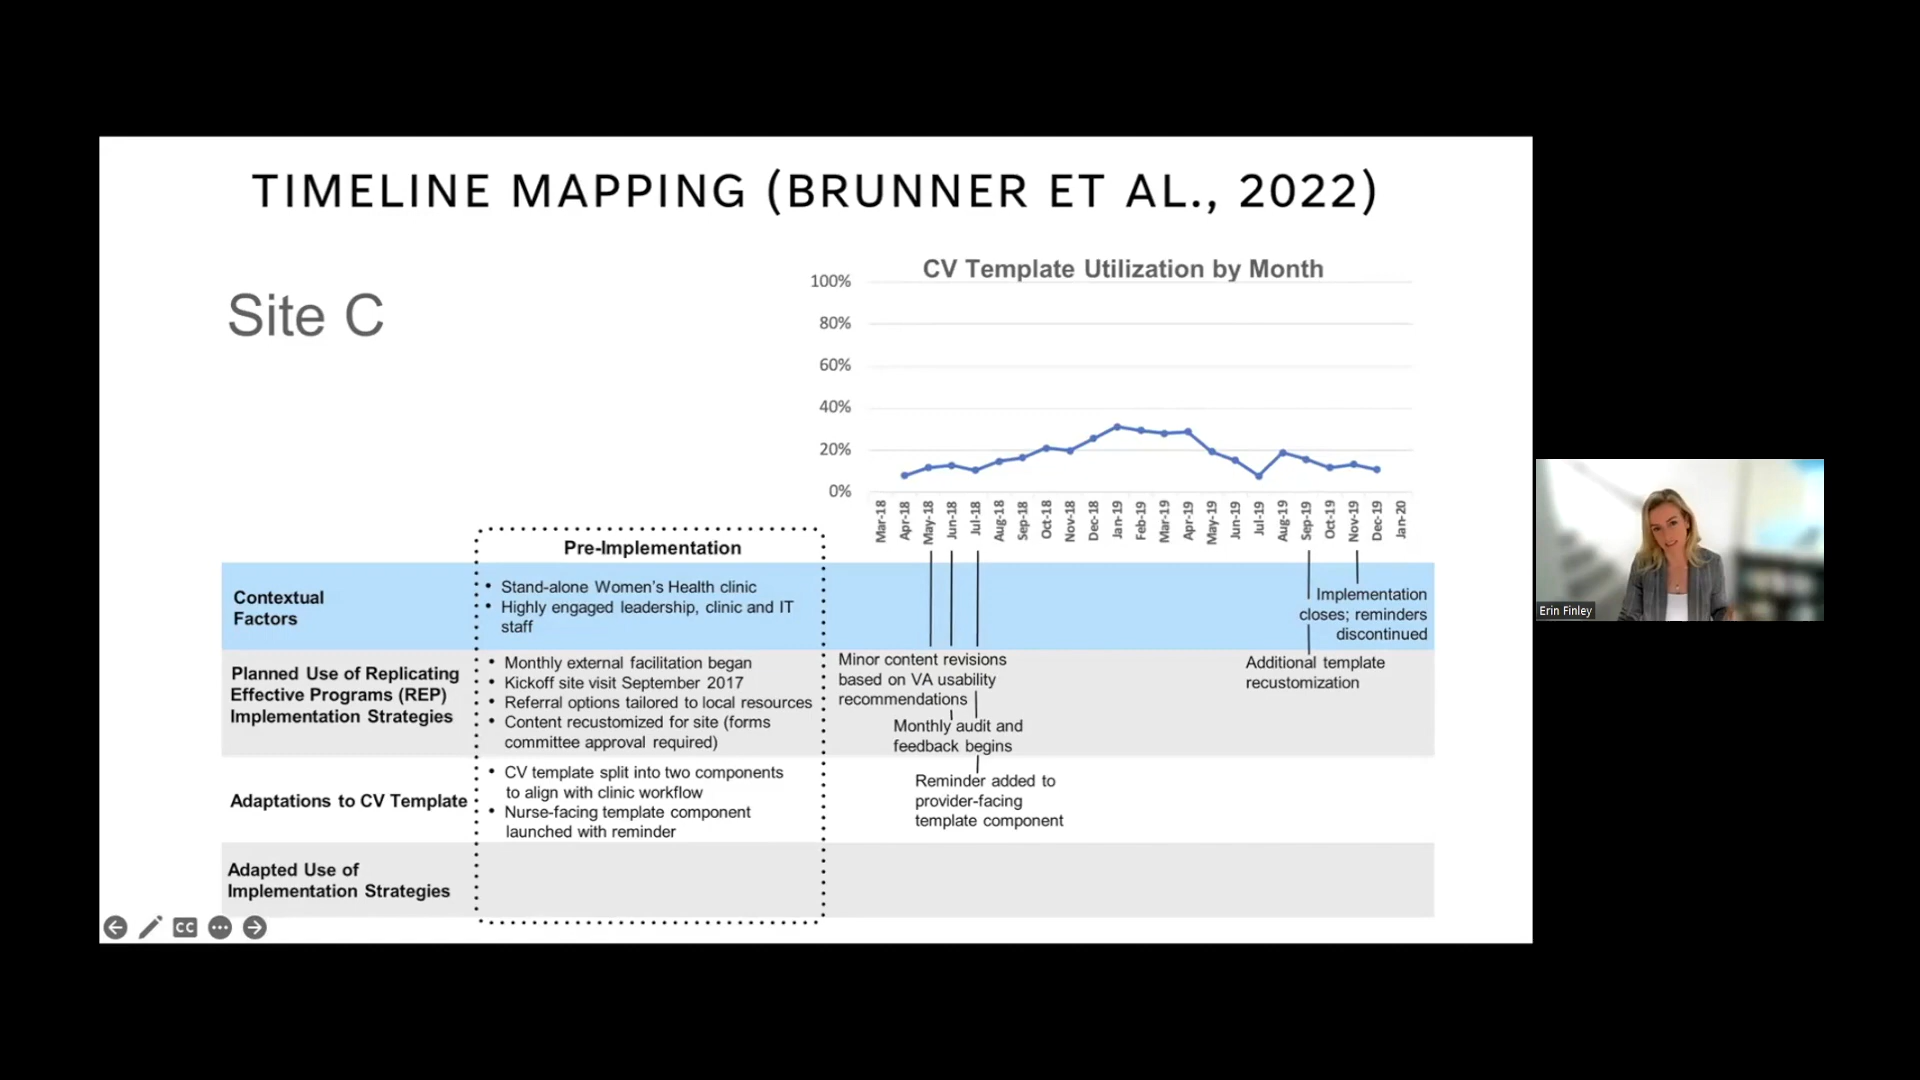 TIMELINE MAPPING (BRUNNER ET AL., 2022)
Site C
CV Template Utilization by Month
100%
80%
60%
40%
20%
0%
Mar-18
Apr-18
May-18
Jun-18
Jul-18
Aug-18
Sep-18
Oct-18
Nov-18
Dec-18
Jan-19
Feb-19
Mar-19
Apr-19
May-19
Jun-19
Jul-19
Aug-19
Sep-19
Oct-19
Nov-19
Dec-19
Jan-20
Pre-Implementation
Contextual
Factors
• Stand-alone Women's Health clinic
• Highly engaged leadership, clinic and IT
staff
Implementation
closes; reminders
discontinued
Planned Use of Replicating
Effective Programs (REP)
Implementation Strategies
• Monthly external facilitation began
• Kickoff site visit September 2017
• Referral options tailored to local resources
• Content recustomized for site (forms
committee approval required)
Minor content revisions
based on VA usability
recommendations
Monthly audit and
feedback begins
Additional template
recustomization
Adaptations to CV Template
• CV template split into two components
to align with clinic workflow
• Nurse-facing template component
launched with reminder
Reminder added to
provider-facing
template component
Adapted Use of
Implementation Strategies
CC
Erin Finley